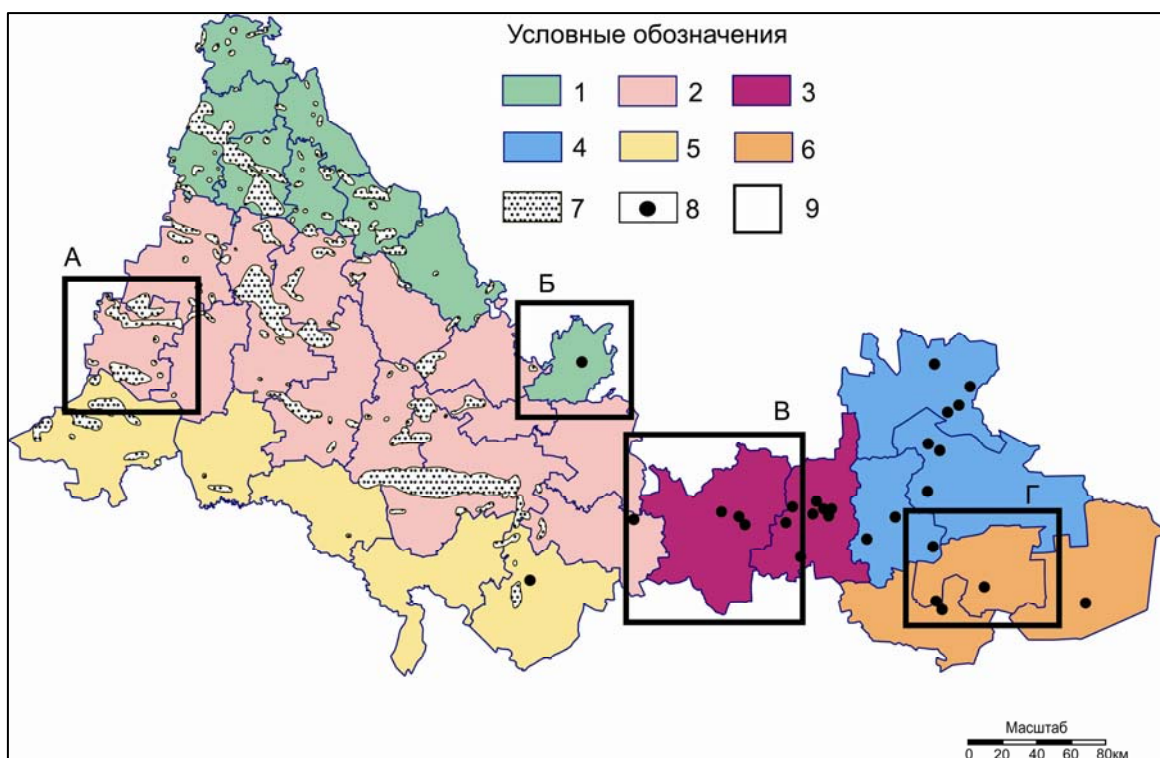 Условные обозначения
1 2 3
4 5 6
7 8 9
А
Б
В
Г
Масштаб
0 20 40 60 80км